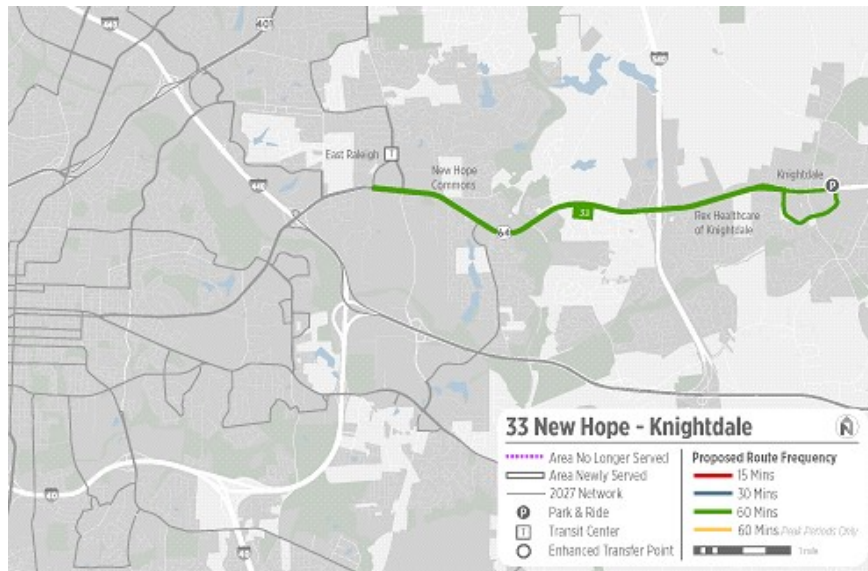 440
401
540
East Raleigh
T
New Hope
Commons
Knightdale
P
440
33
64
Rex Healthcare
of Knightdale
40
33 New Hope - Knightdale
N
Area No Longer Served
Area Newly Served
2027 Network
P Park & Ride
T Transit Center
Enhanced Transfer Point
Proposed Route Frequency
15 Mins
30 Mins
60 Mins
60 Mins Peak Periods Only
1 mile